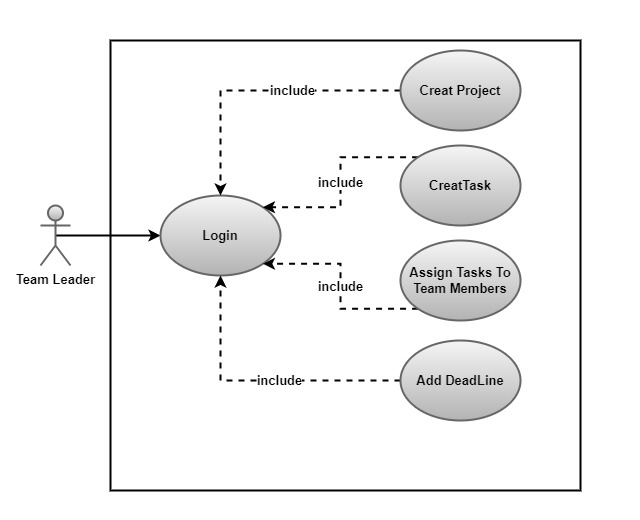 Creat Project
include
CreatTask
include
Login
Team Leader
Assign Tasks To
Team Members
include
Add DeadLine
include